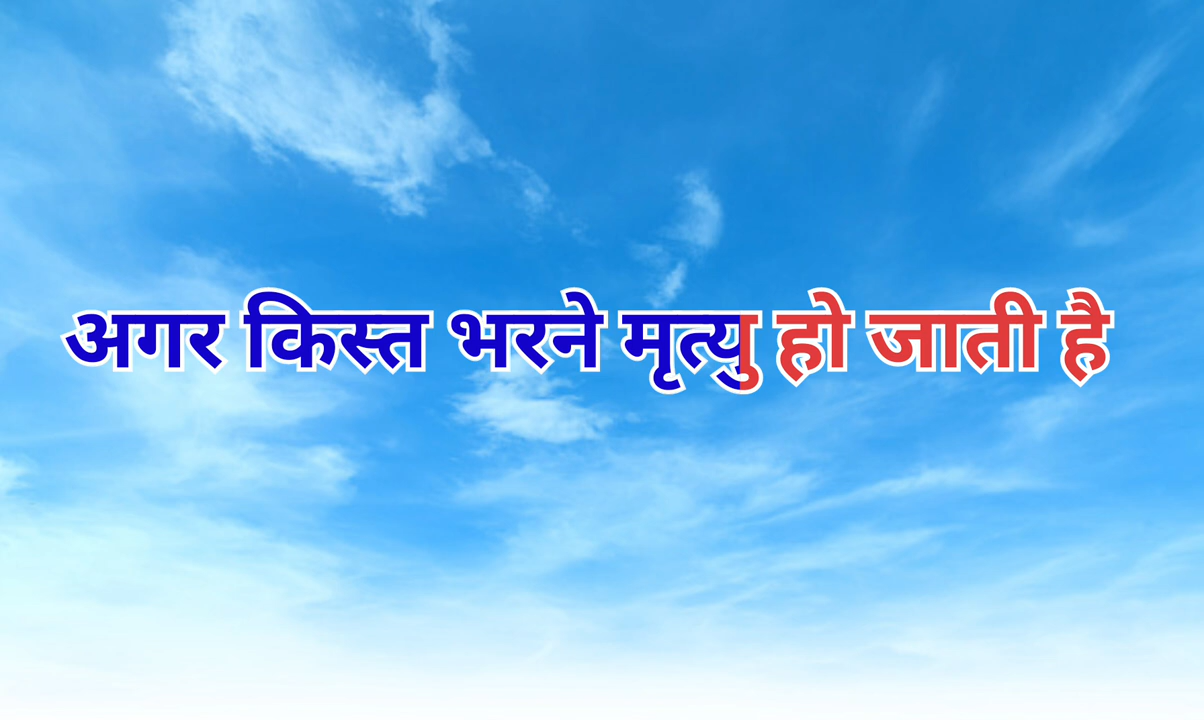 अगर किस्त भरने मृत्यु हो जाती है